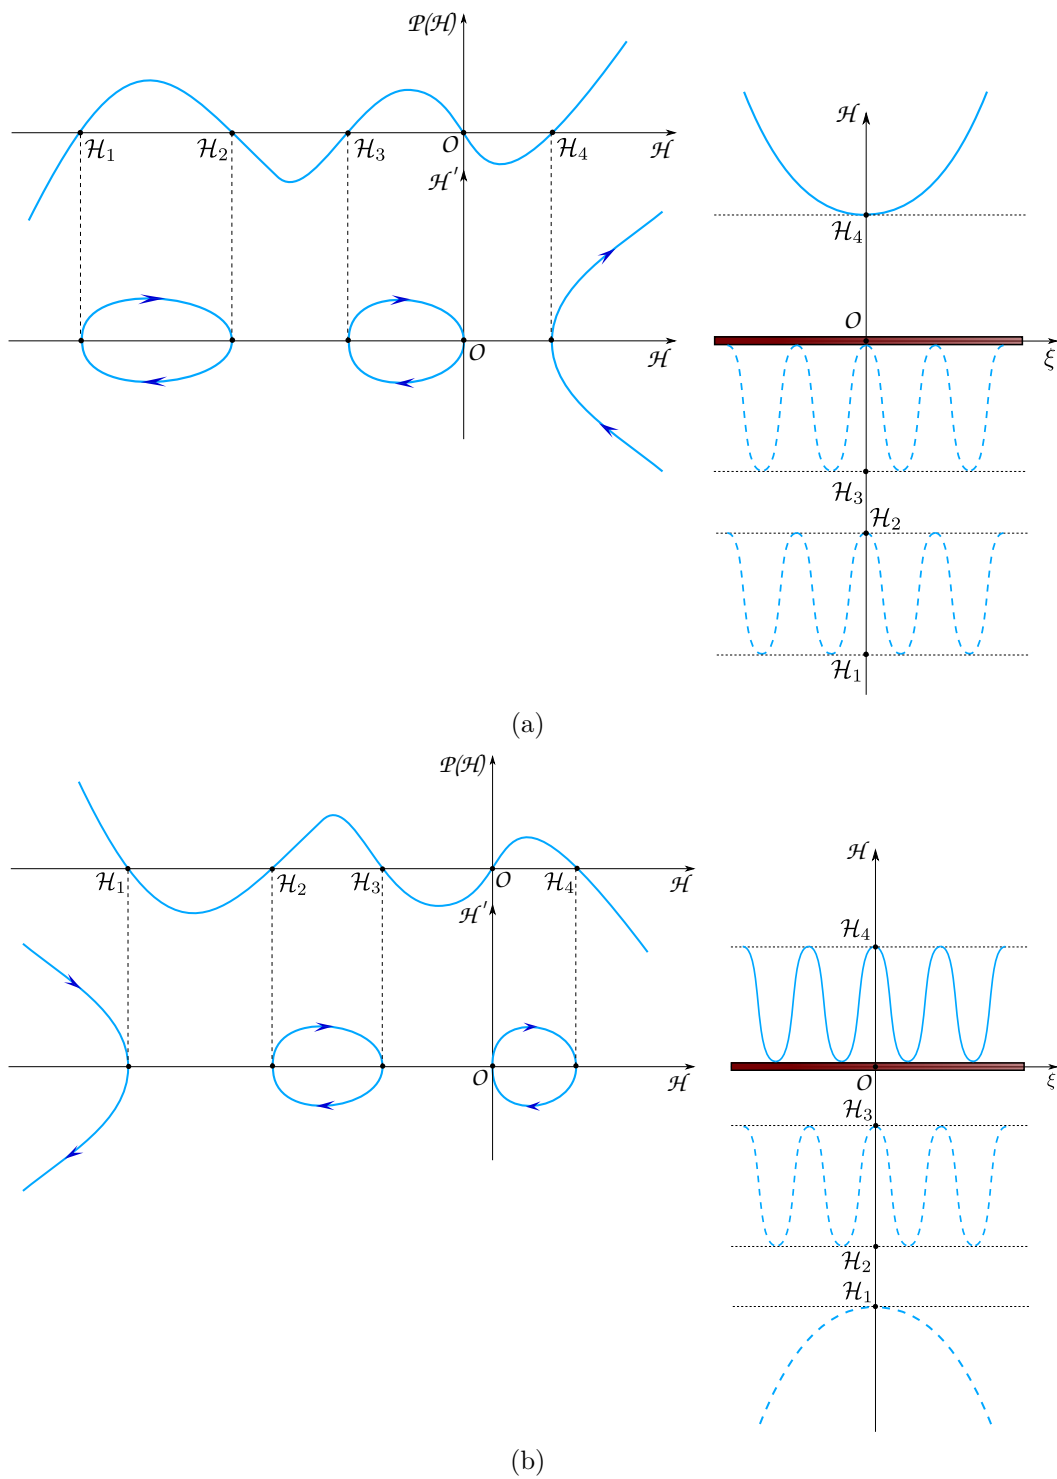 𝒫(ℋ)
ℋ₁ ℋ₂ ℋ₃ 𝒪 ℋ₄ ℋ
ℋ′
𝒪 ℋ
ℋ
ℋ₄
𝒪
ξ
ℋ₃
ℋ₂
ℋ₁
(a)
𝒫(ℋ)
ℋ₁ ℋ₂ ℋ₃ 𝒪 ℋ₄ ℋ
ℋ′
𝒪 ℋ
ℋ
ℋ₄
𝒪 ξ
ℋ₃
ℋ₂
ℋ₁
(b)